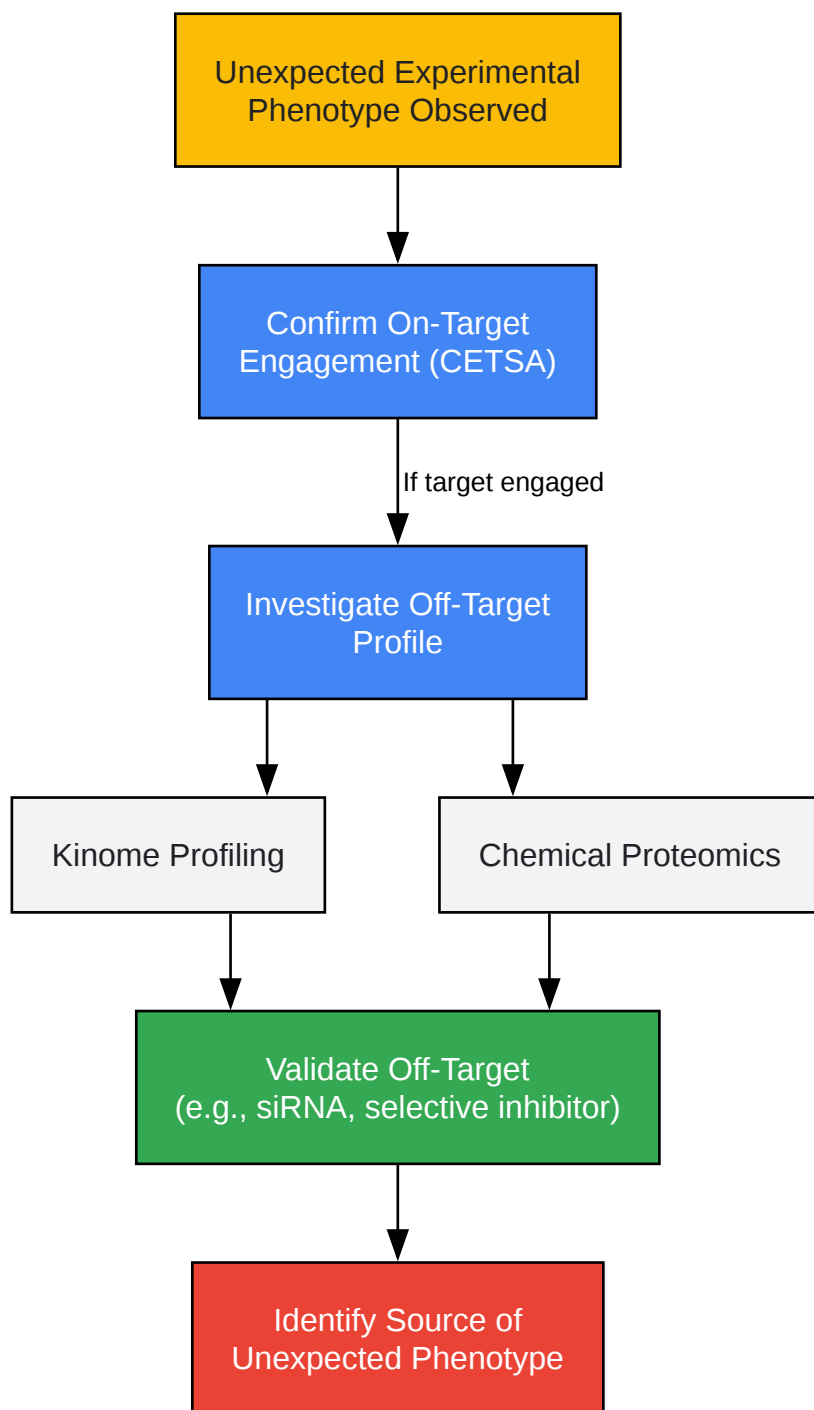 Unexpected Experimental
Phenotype Observed
Confirm On-Target
Engagement (CETSA)
If target engaged
Investigate Off-Target
Profile
Kinome Profiling
Chemical Proteomics
Validate Off-Target
(e.g., siRNA, selective inhibitor)
Identify Source of
Unexpected Phenotype